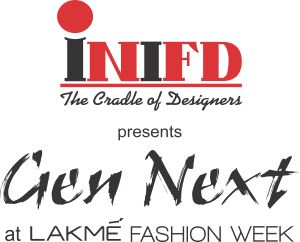 iNIFD
The Cradle of Designers
presents
Gen Next
at LAKMÉ FASHION WEEK